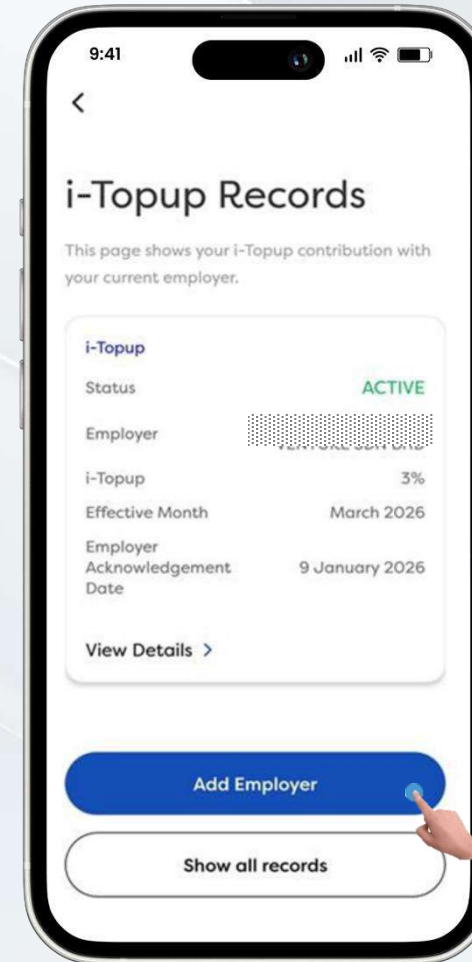 9:41
i-Topup Records
This page shows your i-Topup contribution with
your current employer.
i-Topup
Status ACTIVE
Employer
i-Topup 3%
Effective Month March 2026
Employer
Acknowledgement 9 January 2026
Date
View Details
Add Employer
Show all records